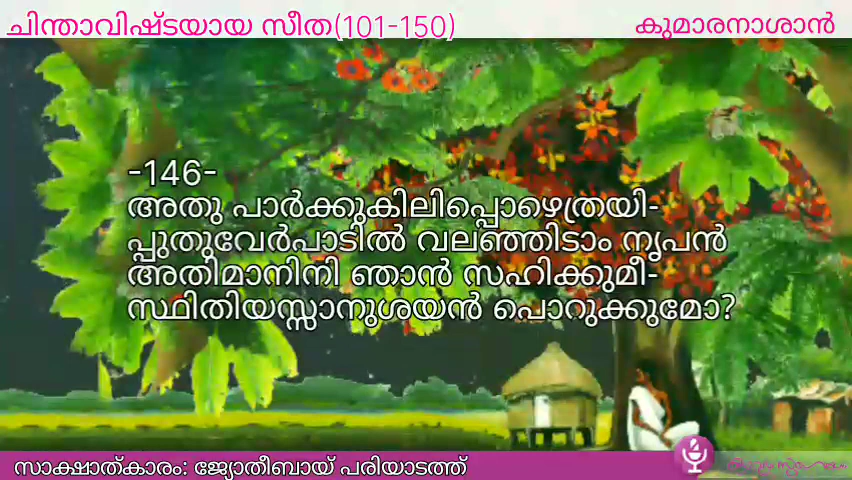 ചിന്താവിഷ്ടയായ സീത(101-150)
കുമാരനാശാൻ
-146-
അതു പാർക്കുകിലിപ്പൊഴെത്രയി-
പ്പുതുവേർപാടിൽ വലഞ്ഞിടാം നൃപൻ
അതിമാനിനി ഞാൻ സഹിക്കുമീ-
സ്ഥിതിയസ്സാനുശയൻ പൊറുക്കുമോ?
സാക്ഷാത്കാരം: ജ്യോതീബായ് പരിയാടത്ത്